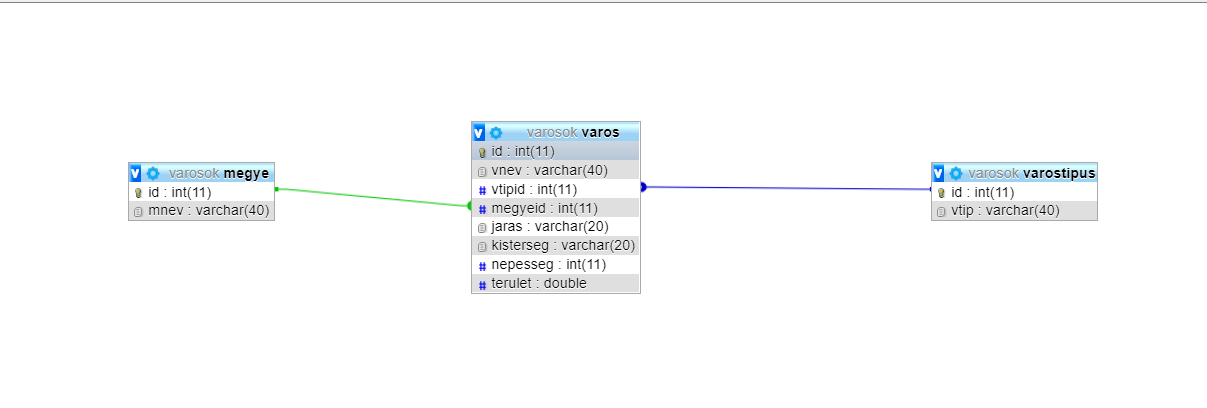 varosok megye
id : int(11)
mnev : varchar(40)
varosok varos
id : int(11)
vnev : varchar(40)
vtipid : int(11)
megyeid : int(11)
jaras : varchar(20)
kisterseg : varchar(20)
nepesseg : int(11)
terulet : double
varosok varostipus
id : int(11)
vtip : varchar(40)